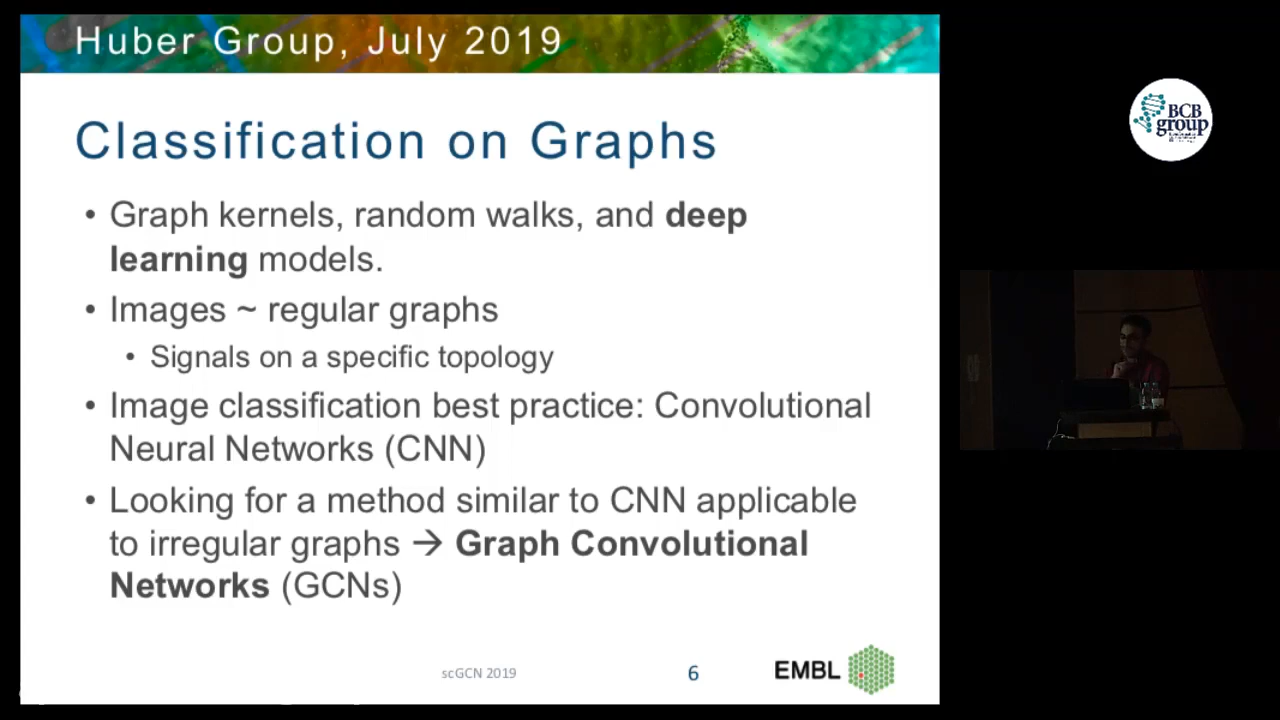 Huber Group, July 2019
Classification on Graphs
• Graph kernels, random walks, and deep
learning models.
• Images ~ regular graphs
• Signals on a specific topology
• Image classification best practice: Convolutional
Neural Networks (CNN)
• Looking for a method similar to CNN applicable
to irregular graphs → Graph Convolutional
Networks (GCNs)
scGCN 2019
6
EMBL
BCB
group